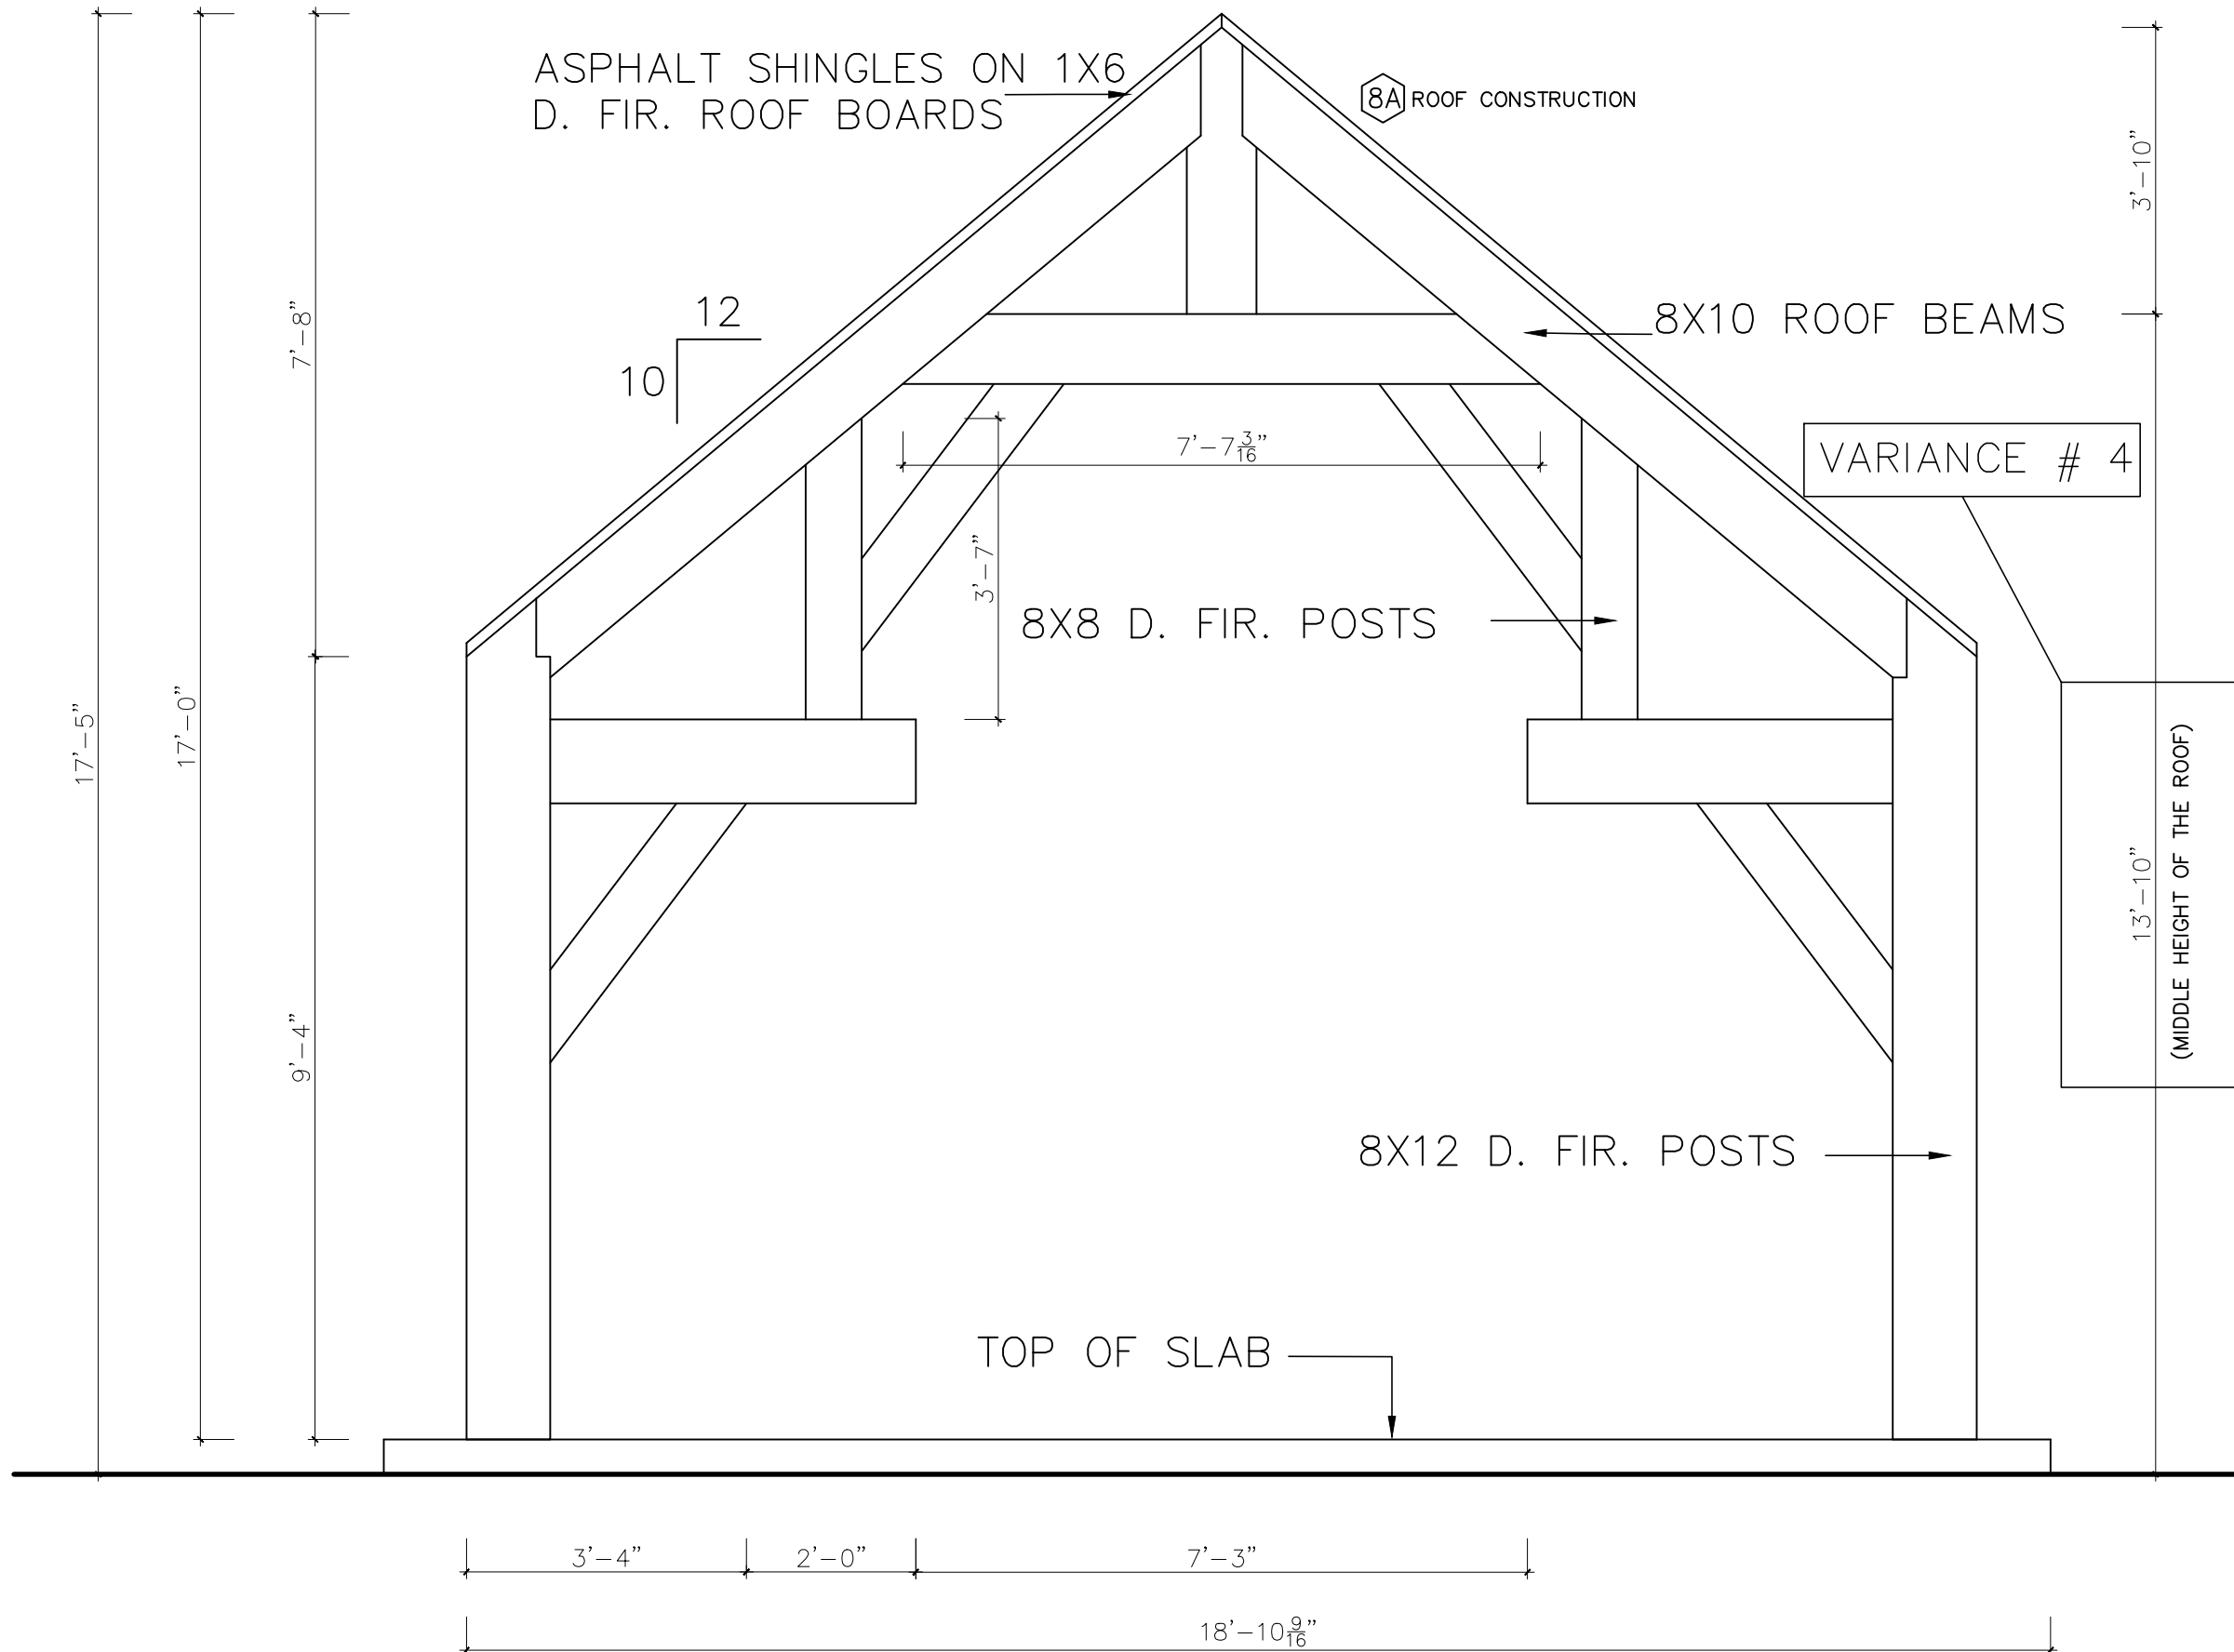 ASPHALT SHINGLES ON 1X6
D. FIR. ROOF BOARDS
8A ROOF CONSTRUCTION
3'-10"
7'-8"
12
10
8X10 ROOF BEAMS
VARIANCE # 4
7'-7 3/16"
3'-7"
8X8 D. FIR. POSTS
17'-5"
17'-0"
9'-4"
13'-10"
(MIDDLE HEIGHT OF THE ROOF)
8X12 D. FIR. POSTS
TOP OF SLAB
3'-4"
2'-0"
7'-3"
18'-10 9/16"